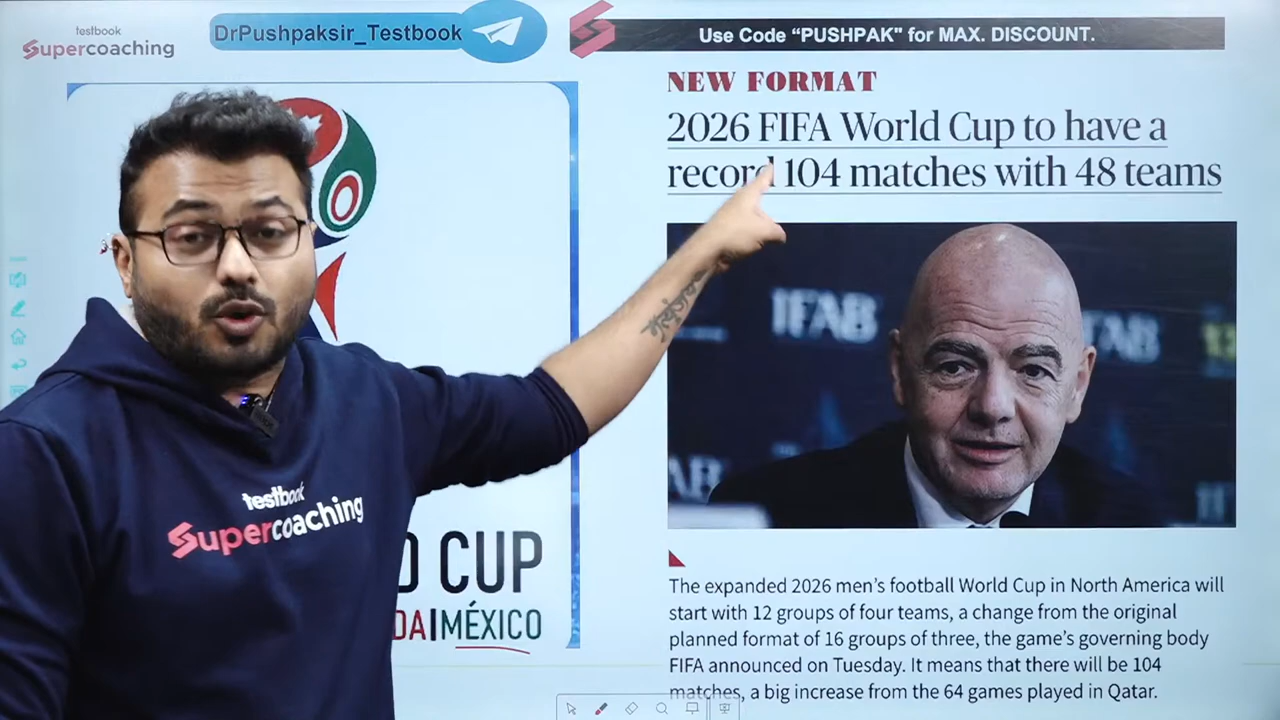 testbook
Supercoaching
DrPushpaksir_Testbook
Use Code “PUSHPAK" for MAX. DISCOUNT.
NEW FORMAT
2026 FIFA World Cup to have a
record 104 matches with 48 teams
IFAB
The expanded 2026 men’s football World Cup in North America will
start with 12 groups of four teams, a change from the original
planned format of 16 groups of three, the game’s governing body
FIFA announced on Tuesday. It means that there will be 104
matches, a big increase from the 64 games played in Qatar.
D CUP
DA|MÉXICO
testbook
Supercoaching